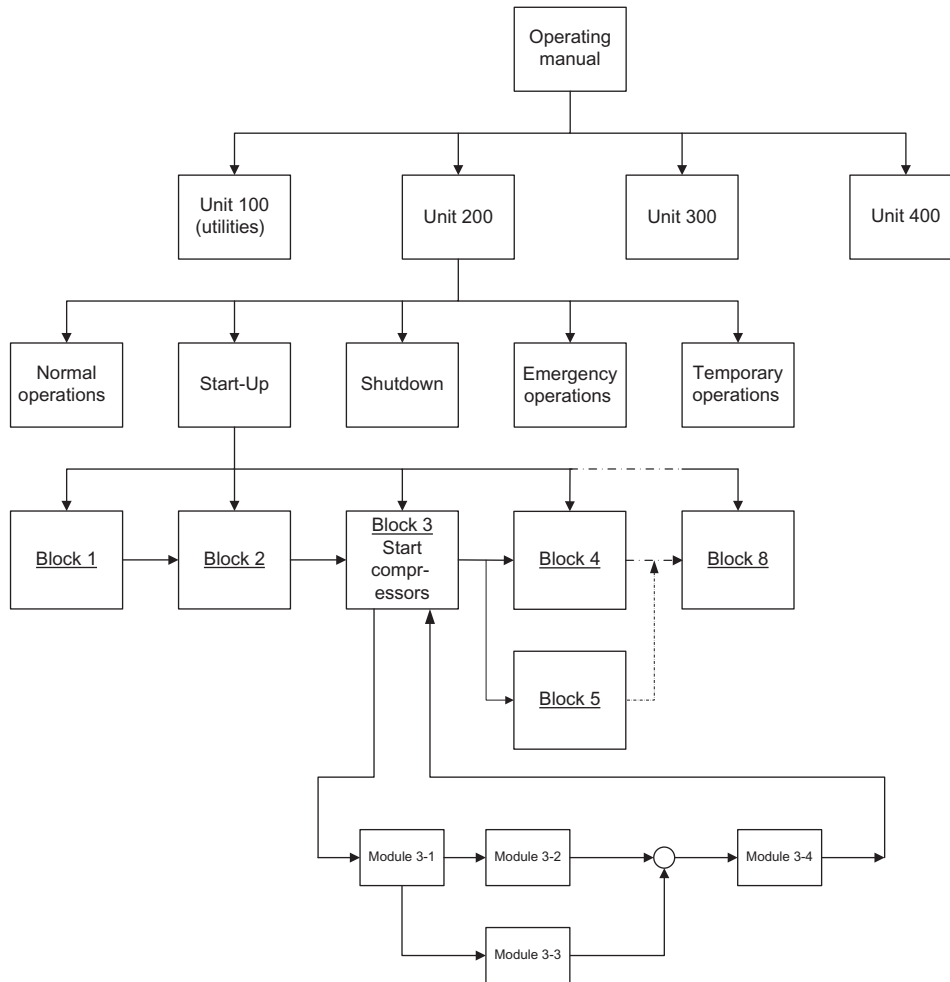 Operating
manual
Unit 100
(utilities)
Unit 200
Unit 300
Unit 400
Normal
operations
Start-Up
Shutdown
Emergency
operations
Temporary
operations
Block 1
Block 2
Block 3
Start
compr-
essors
Block 4
Block 8
Block 5
Module 3-1
Module 3-2
Module 3-4
Module 3-3